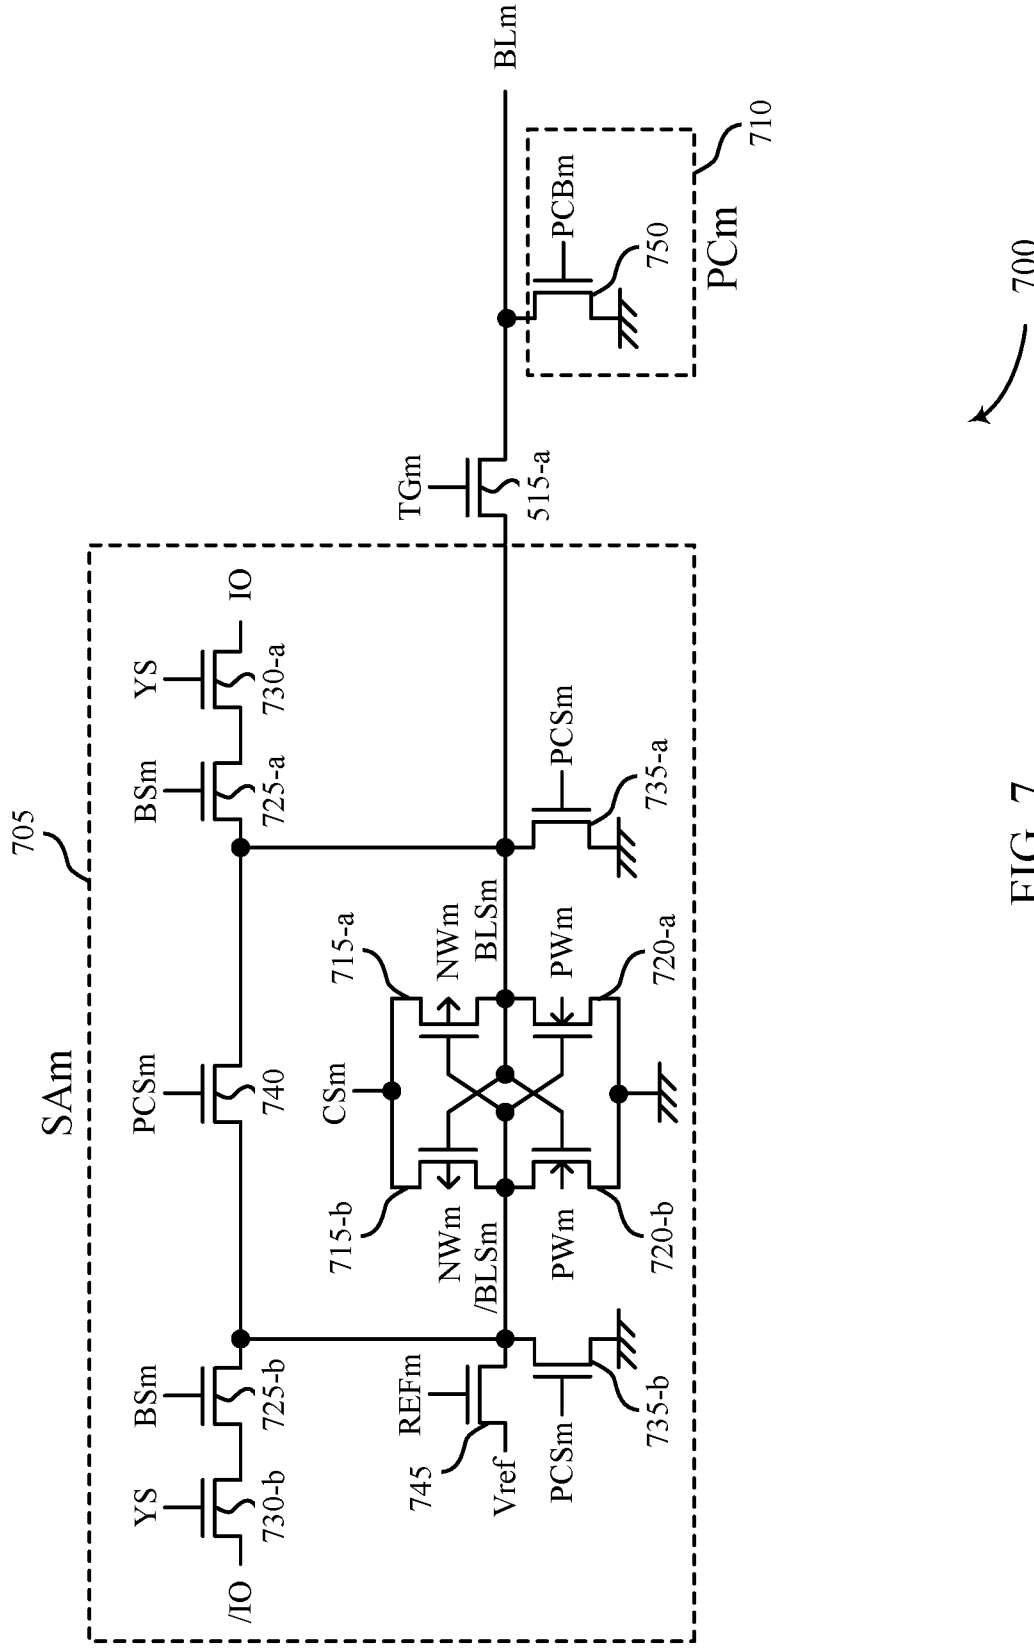 SAm
705
/IO
YS
730-b
BSm
725-b
PCSm
740
BSm
725-a
YS
730-a
IO
REFm
745
Vref
PCSm
735-b
/BLSm
715-b
NWm
CSm
715-a
NWm
BLSm
PWm
720-b
PWm
720-a
PCSm
735-a
TGm
515-a
BLm
PCBm
750
PCm
710
700
FIG. 7